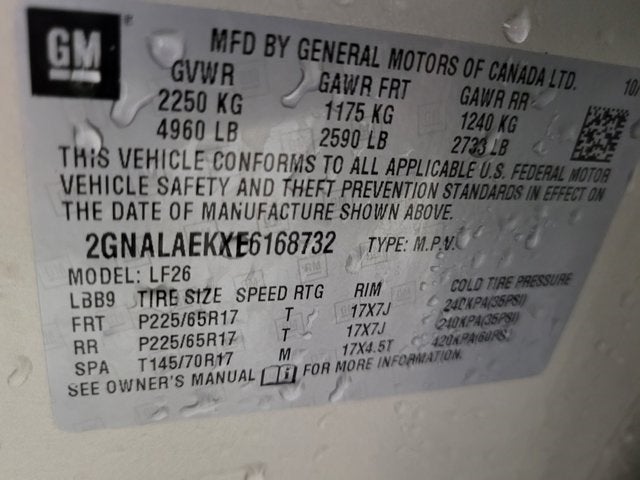 GM
MFD BY GENERAL MOTORS OF CANADA LTD.
10/
GVWR GAWR FRT GAWR RR
2250 KG 1175 KG 1240 KG
4960 LB 2590 LB 2733 LB
THIS VEHICLE CONFORMS TO ALL APPLICABLE U.S. FEDERAL MOTOR
VEHICLE SAFETY AND THEFT PREVENTION STANDARDS IN EFFECT ON
THE DATE OF MANUFACTURE SHOWN ABOVE.
2GNALAEKXE6168732 TYPE: M.P.V.
MODEL: LF26
LBB9 TIRE SIZE SPEED RTG RIM COLD TIRE PRESSURE
FRT P225/65R17 T 17X7J 240KPA(35PSI)
RR P225/65R17 T 17X7J 240KPA(35PSI)
SPA T145/70R17 M 17X4.5T 420KPA(60PS
SEE OWNER'S MANUAL FOR MORE INFORMATION.